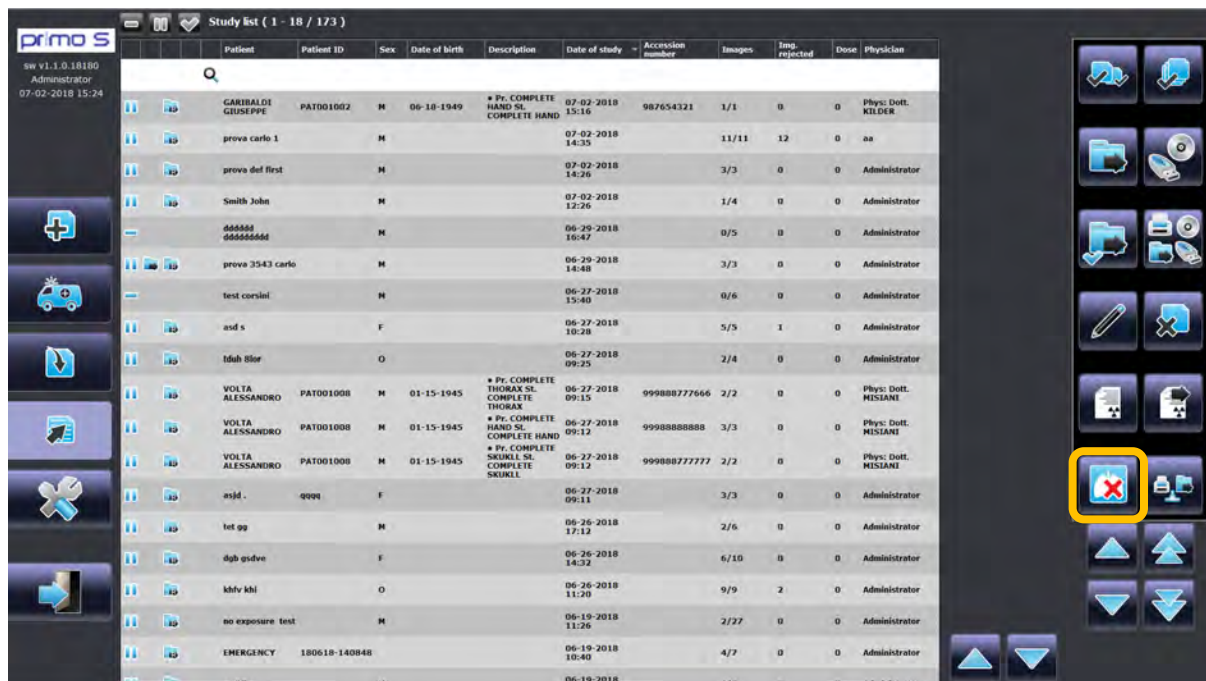 Study list ( 1 - 18 / 173 )
primo S
sw v1.1.0.18180
Administrator
07-02-2018 15:24
Patient Patient ID Sex Date of birth Description Date of study Accession number Images Img. rejected Dose Physician
GARIBALDI GIUSEPPE PAT001002 M 06-18-1949 • Pr. COMPLETE HAND St. COMPLETE HAND 07-02-2018 15:16 987654321 1/1 0 0 Phys: Dott. KILDER
prova carlo 1 M 07-02-2018 14:35 11/11 12 0 aa
prova def first M 07-02-2018 14:26 3/3 0 0 Administrator
Smith John M 07-02-2018 12:26 1/4 0 0 Administrator
dddddd ddddddddd M 06-29-2018 16:47 0/5 0 0 Administrator
prova 3543 carlo M 06-29-2018 14:48 3/3 0 0 Administrator
test corsini M 06-27-2018 15:40 0/6 0 0 Administrator
asd s F 06-27-2018 10:28 5/5 1 0 Administrator
O 06-27-2018 09:25 2/4 0 0 Administrator
VOLTA ALESSANDRO PAT001008 M 01-15-1945 • Pr. COMPLETE THORAX St. COMPLETE THORAX 06-27-2018 09:15 999888777666 2/2 0 0 Phys: Dott. MISIANI
VOLTA ALESSANDRO PAT001008 M 01-15-1945 • Pr. COMPLETE HAND St. COMPLETE HAND 06-27-2018 09:12 99988888888 3/3 0 0 Phys: Dott. MISIANI
VOLTA ALESSANDRO PAT001008 M 01-15-1945 • Pr. COMPLETE SKUKLL St. COMPLETE SKUKLL 06-27-2018 09:12 999888777777 2/2 0 0 Phys: Dott. MISIANI
asjd . qqqq F 06-27-2018 09:11 3/3 0 0 Administrator
tet gg M 06-26-2018 17:12 2/6 0 0 Administrator
dgb gsdve F 06-26-2018 14:32 6/10 0 0 Administrator
khfv khi O 06-26-2018 11:20 9/9 2 0 Administrator
no exposure test M 06-19-2018 11:26 2/27 0 0 Administrator
EMERGENCY 180618-140848 06-19-2018 10:40 4/7 0 0 Administrator
06-19-2018